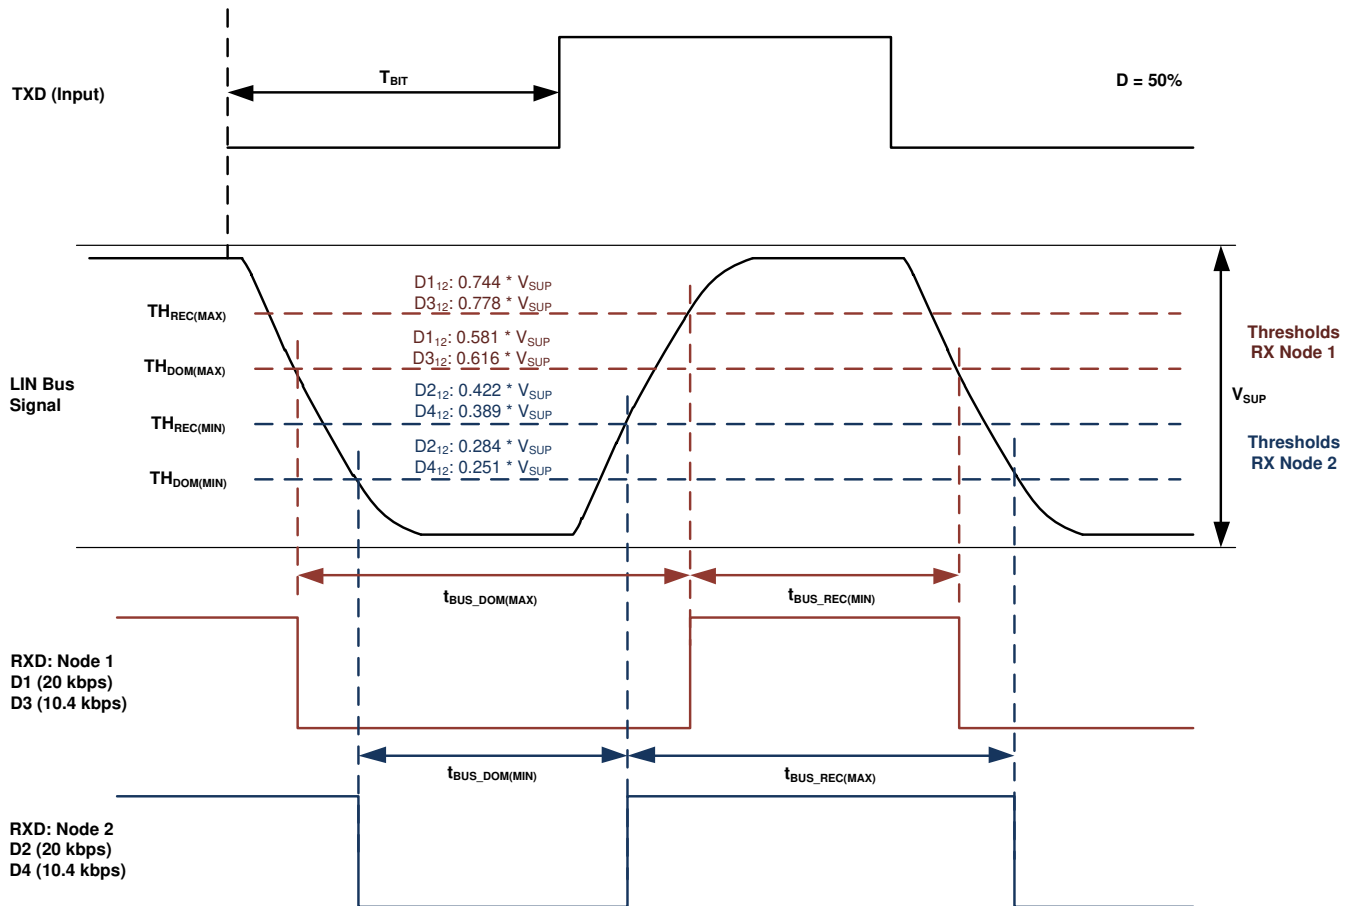 T_BIT
TXD (Input)
D = 50%
D1₁₂: 0.744 * V_SUP
D3₁₂: 0.778 * V_SUP
TH_REC(MAX)
D1₁₂: 0.581 * V_SUP
D3₁₂: 0.616 * V_SUP
TH_DOM(MAX)
Thresholds
RX Node 1
LIN Bus
Signal
D2₁₂: 0.422 * V_SUP
D4₁₂: 0.389 * V_SUP
V_SUP
TH_REC(MIN)
D2₁₂: 0.284 * V_SUP
D4₁₂: 0.251 * V_SUP
TH_DOM(MIN)
Thresholds
RX Node 2
t_BUS_DOM(MAX)
t_BUS_REC(MIN)
RXD: Node 1
D1 (20 kbps)
D3 (10.4 kbps)
t_BUS_DOM(MIN)
t_BUS_REC(MAX)
RXD: Node 2
D2 (20 kbps)
D4 (10.4 kbps)